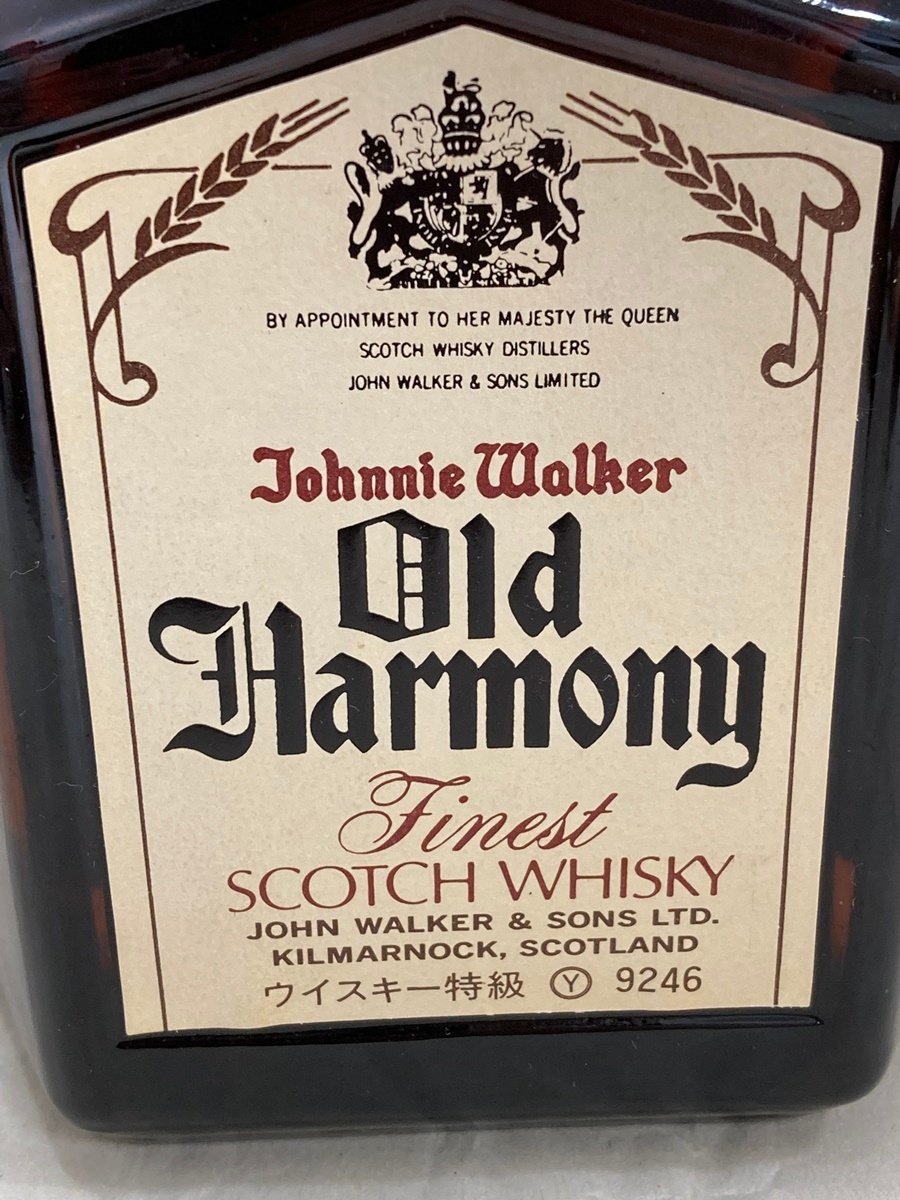 BY APPOINTMENT TO HER MAJESTY THE QUEEN
SCOTCH WHISKY DISTILLERS
JOHN WALKER & SONS LIMITED
Johnnie Walker
Old
Harmony
Finest
SCOTCH WHISKY
JOHN WALKER & SONS LTD.
KILMARNOCK, SCOTLAND
ウイスキー特級 Ⓨ 9246